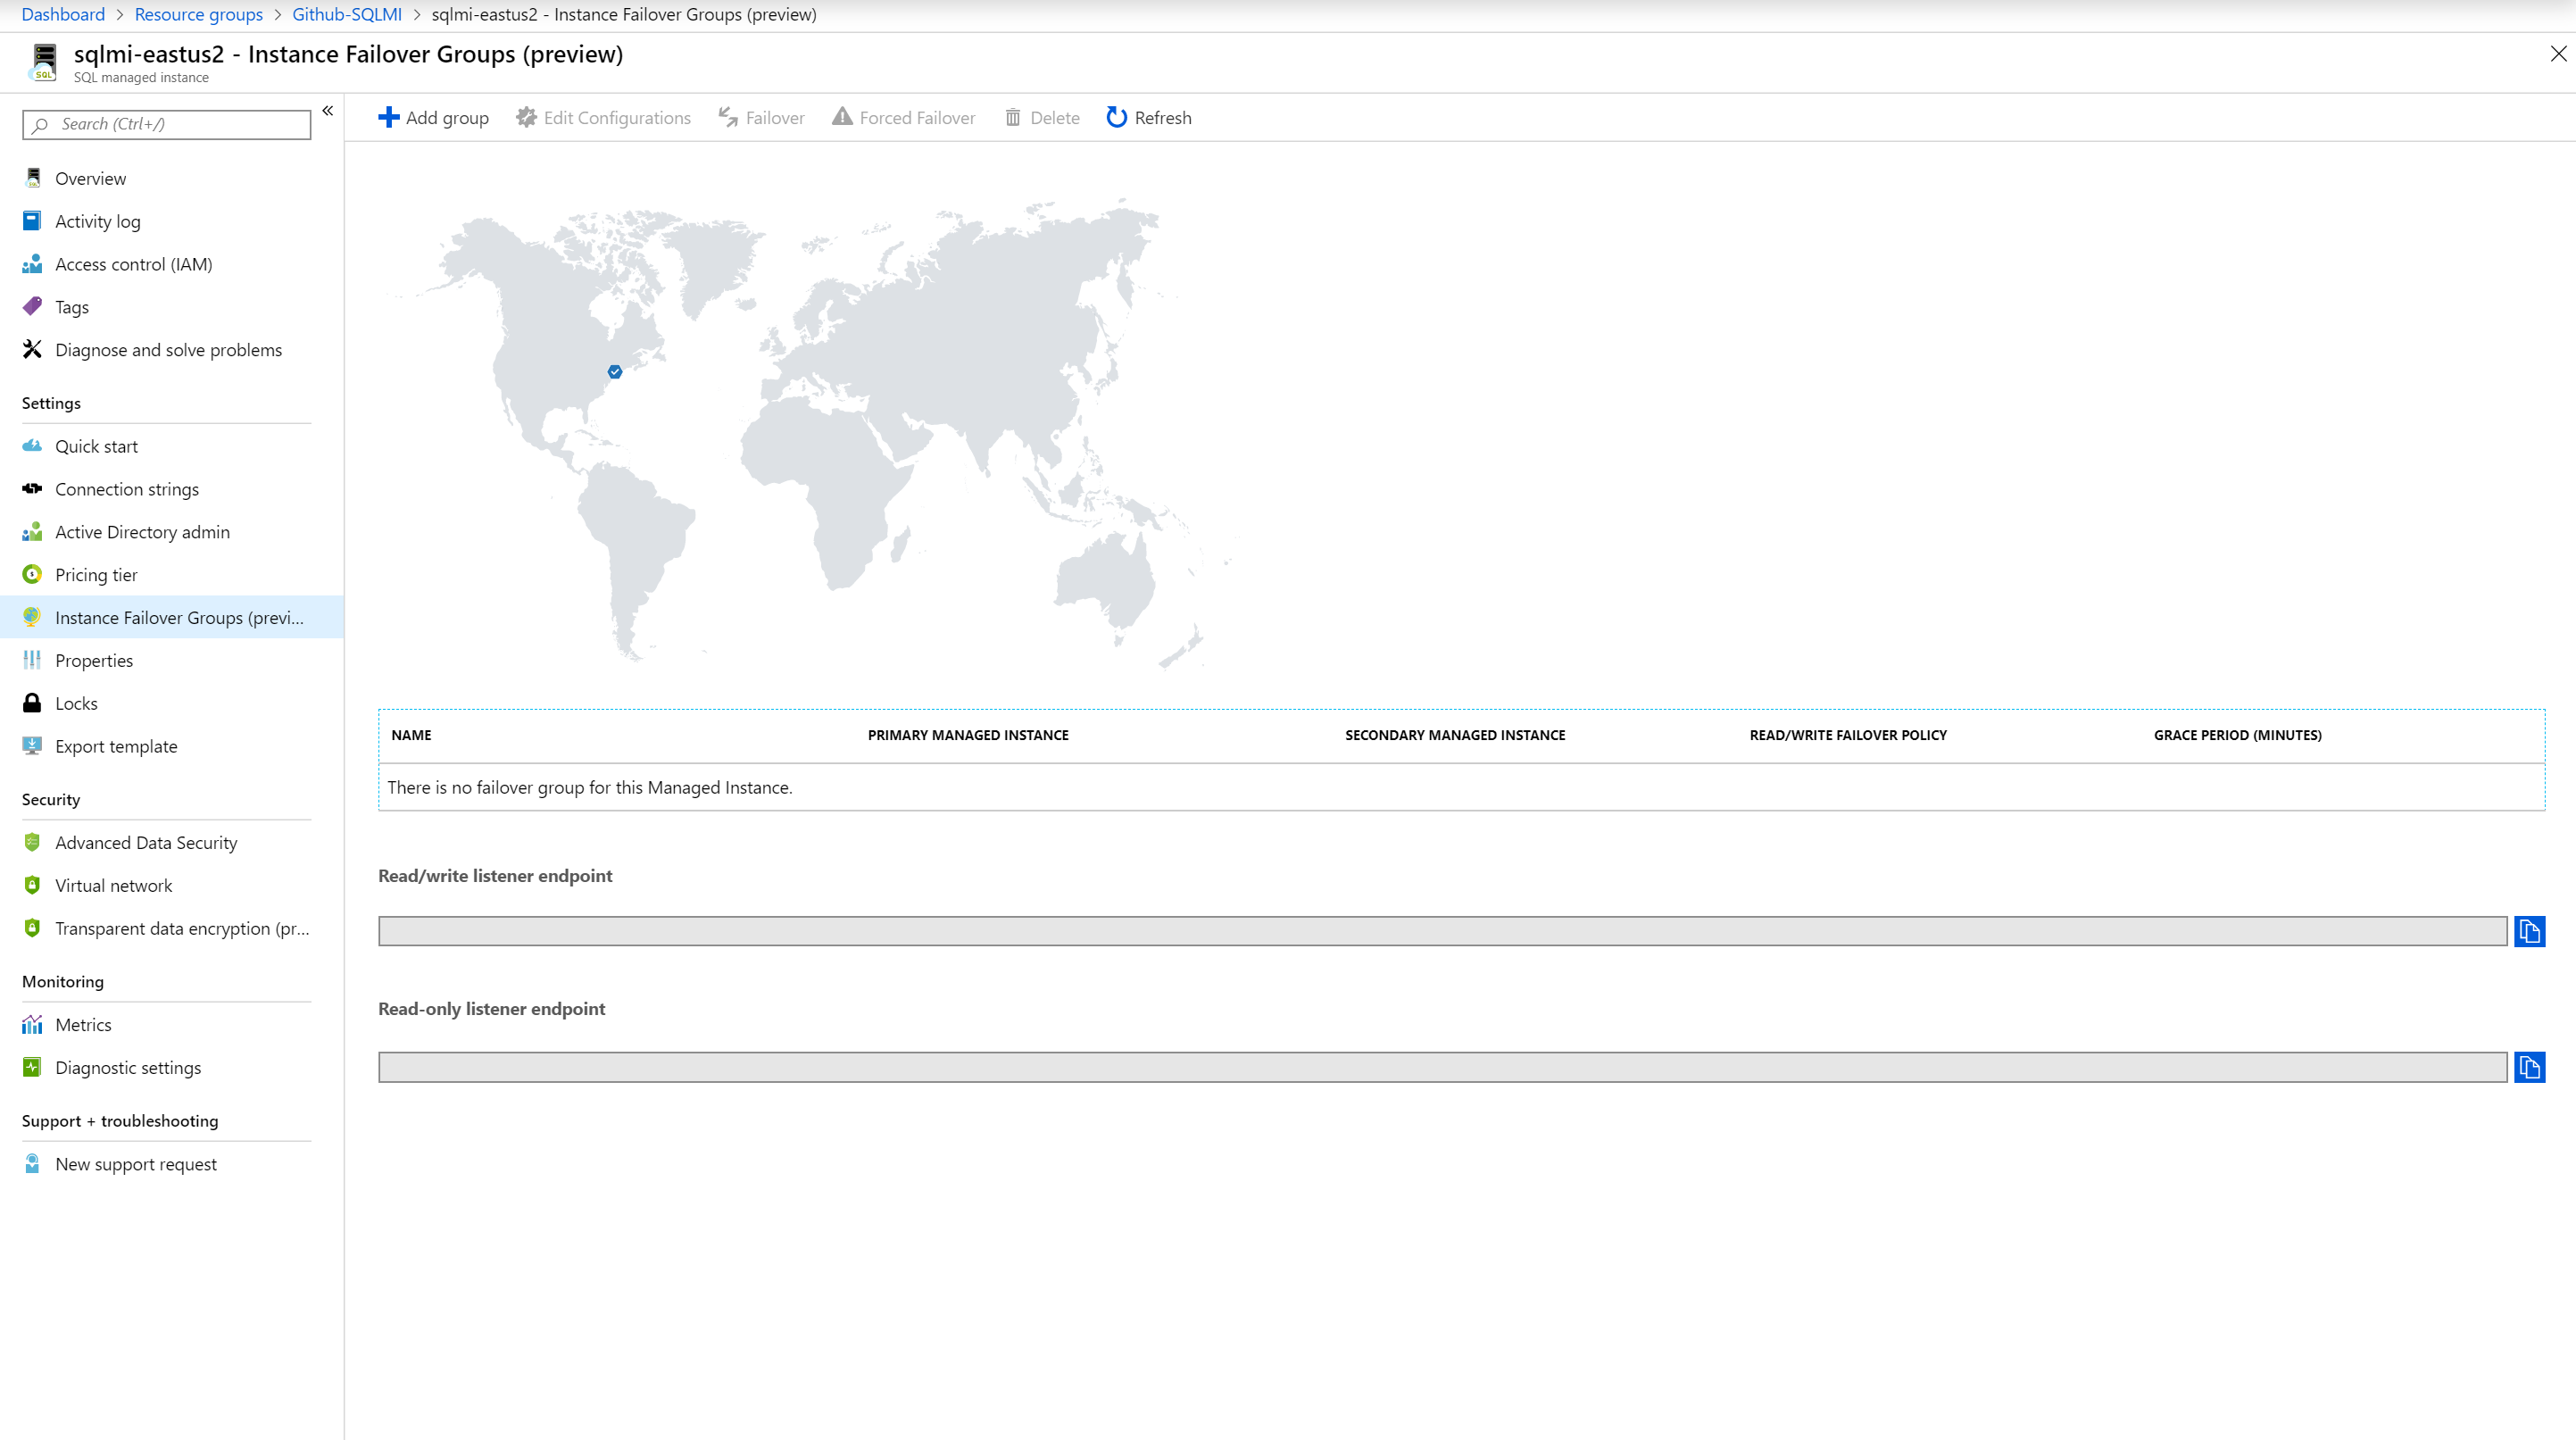 Dashboard > Resource groups > Github-SQLMI > sqlmi-eastus2 - Instance Failover Groups (preview)
sqlmi-eastus2 - Instance Failover Groups (preview)
SQL managed instance
Search (Ctrl+/)
Overview
Activity log
Access control (IAM)
Tags
Diagnose and solve problems
Settings
Quick start
Connection strings
Active Directory admin
Pricing tier
Instance Failover Groups (previ...
Properties
Locks
Export template
Security
Advanced Data Security
Virtual network
Transparent data encryption (pr...
Monitoring
Metrics
Diagnostic settings
Support + troubleshooting
New support request
Add group Edit Configurations Failover Forced Failover Delete Refresh
NAME PRIMARY MANAGED INSTANCE SECONDARY MANAGED INSTANCE READ/WRITE FAILOVER POLICY GRACE PERIOD (MINUTES)
There is no failover group for this Managed Instance.
Read/write listener endpoint
Read-only listener endpoint